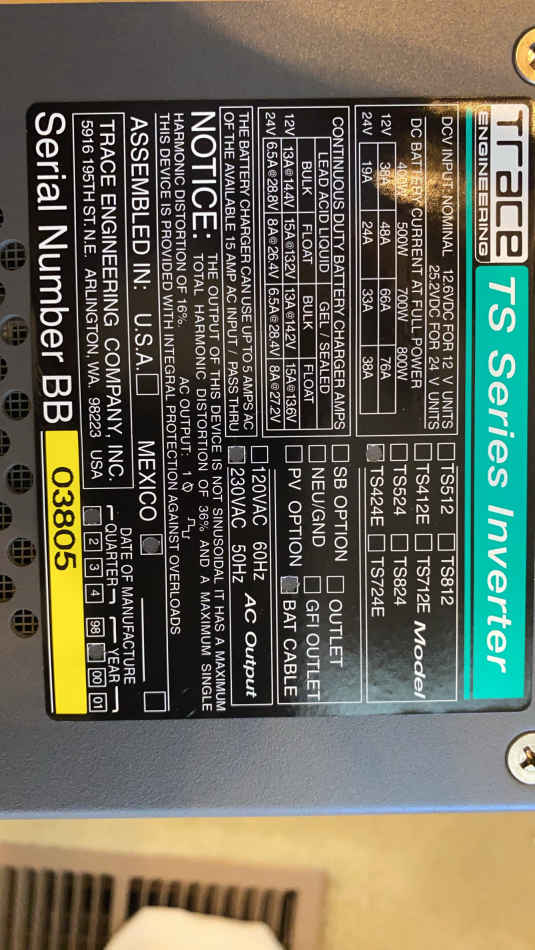 Trace
ENGINEERING
TS Series Inverter
DCV INPUT: NOMINAL 12.6VDC FOR 12 V UNITS
25.2VDC FOR 24 V UNITS
DC BATTERY CURRENT AT FULL POWER
400W 500W 700W 800W
12V 38A 48A 66A 76A
24V 19A 24A 33A 38A
TS512 TS812
TS412E TS712E Model
TS524 TS824
TS424E TS724E
CONTINUOUS DUTY BATTERY CHARGER AMPS
LEAD ACID LIQUID GEL / SEALED
BULK FLOAT BULK FLOAT
12V 13A@14.4V 15A@13.2V 13A@14.2V 15A@13.6V
24V 6.5A@28.8V 8A@26.4V 6.5A@28.4V 8A@27.2V
SB OPTION OUTLET
NEU/GND GFI OUTLET
PV OPTION BAT CABLE
THE BATTERY CHARGER CAN USE UP TO 5 AMPS AC
OF THE AVAILABLE 15 AMP AC INPUT / PASS THRU
120VAC 60Hz AC Output
230VAC 50Hz
NOTICE: THE OUTPUT OF THIS DEVICE IS NOT SINUSOIDAL IT HAS A MAXIMUM
TOTAL HARMONIC DISTORTION OF 36% AND A MAXIMUM SINGLE
HARMONIC DISTORTION OF 16%. AC OUTPUT: 1
THIS DEVICE IS PROVIDED WITH INTEGRAL PROTECTION AGAINST OVERLOADS
ASSEMBLED IN: U.S.A. MEXICO
TRACE ENGINEERING COMPANY, INC.
5916 195TH ST. N.E. ARLINGTON, WA. 98223 USA
DATE OF MANUFACTURE
QUARTER YEAR
2 3 4 98 00 01
Serial Number BB 03805